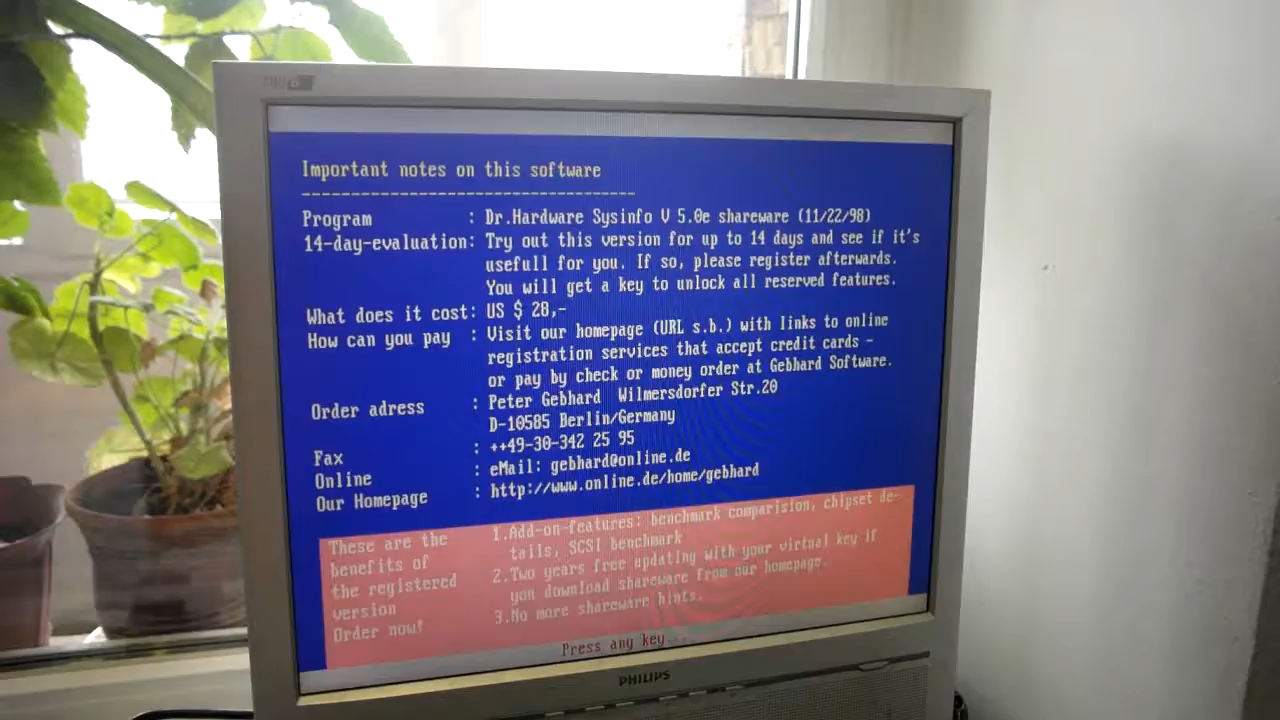 Important notes on this software
---------------------------------
Program : Dr.Hardware Sysinfo V 5.0e shareware (11/22/98)
14-day-evaluation: Try out this version for up to 14 days and see if it's
usefull for you. If so, please register afterwards.
You will get a key to unlock all reserved features.
What does it cost: US $ 28,-
How can you pay : Visit our homepage (URL s.b.) with links to online
registration services that accept credit cards -
or pay by check or money order at Gebhard Software.
Order adress : Peter Gebhard Wilmersdorfer Str.20
D-10585 Berlin/Germany
Fax : ++49-30-342 25 95
Online : eMail: gebhard@online.de
Our Homepage : http://www.online.de/home/gebhard
These are the 1.Add-on-features: benchmark comparision, chipset de-
benefits of tails, SCSI benchmark
the registered 2.Two years free updating with your virtual key if
version you download shareware from our homepage.
Order now! 3.No more shareware hints.
Press any key...
PHILIPS